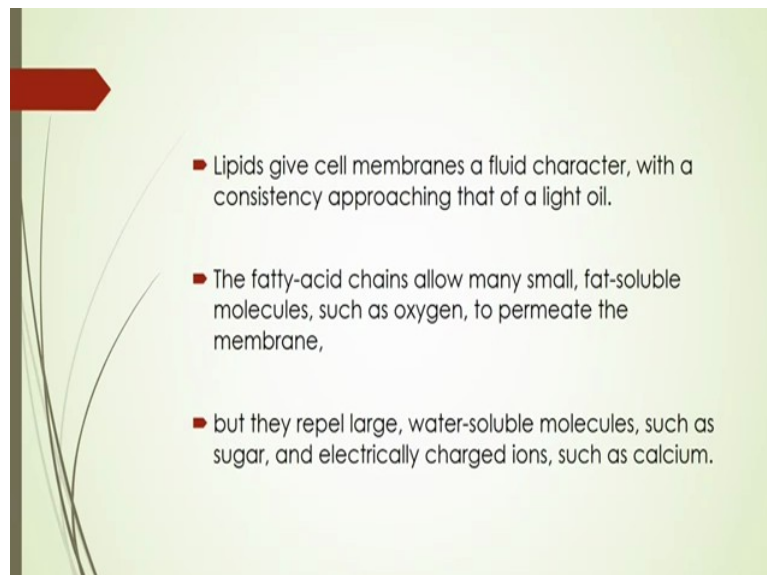 Lipids give cell membranes a fluid character, with a
consistency approaching that of a light oil.
The fatty-acid chains allow many small, fat-soluble
molecules, such as oxygen, to permeate the
membrane,
but they repel large, water-soluble molecules, such as
sugar, and electrically charged ions, such as calcium.